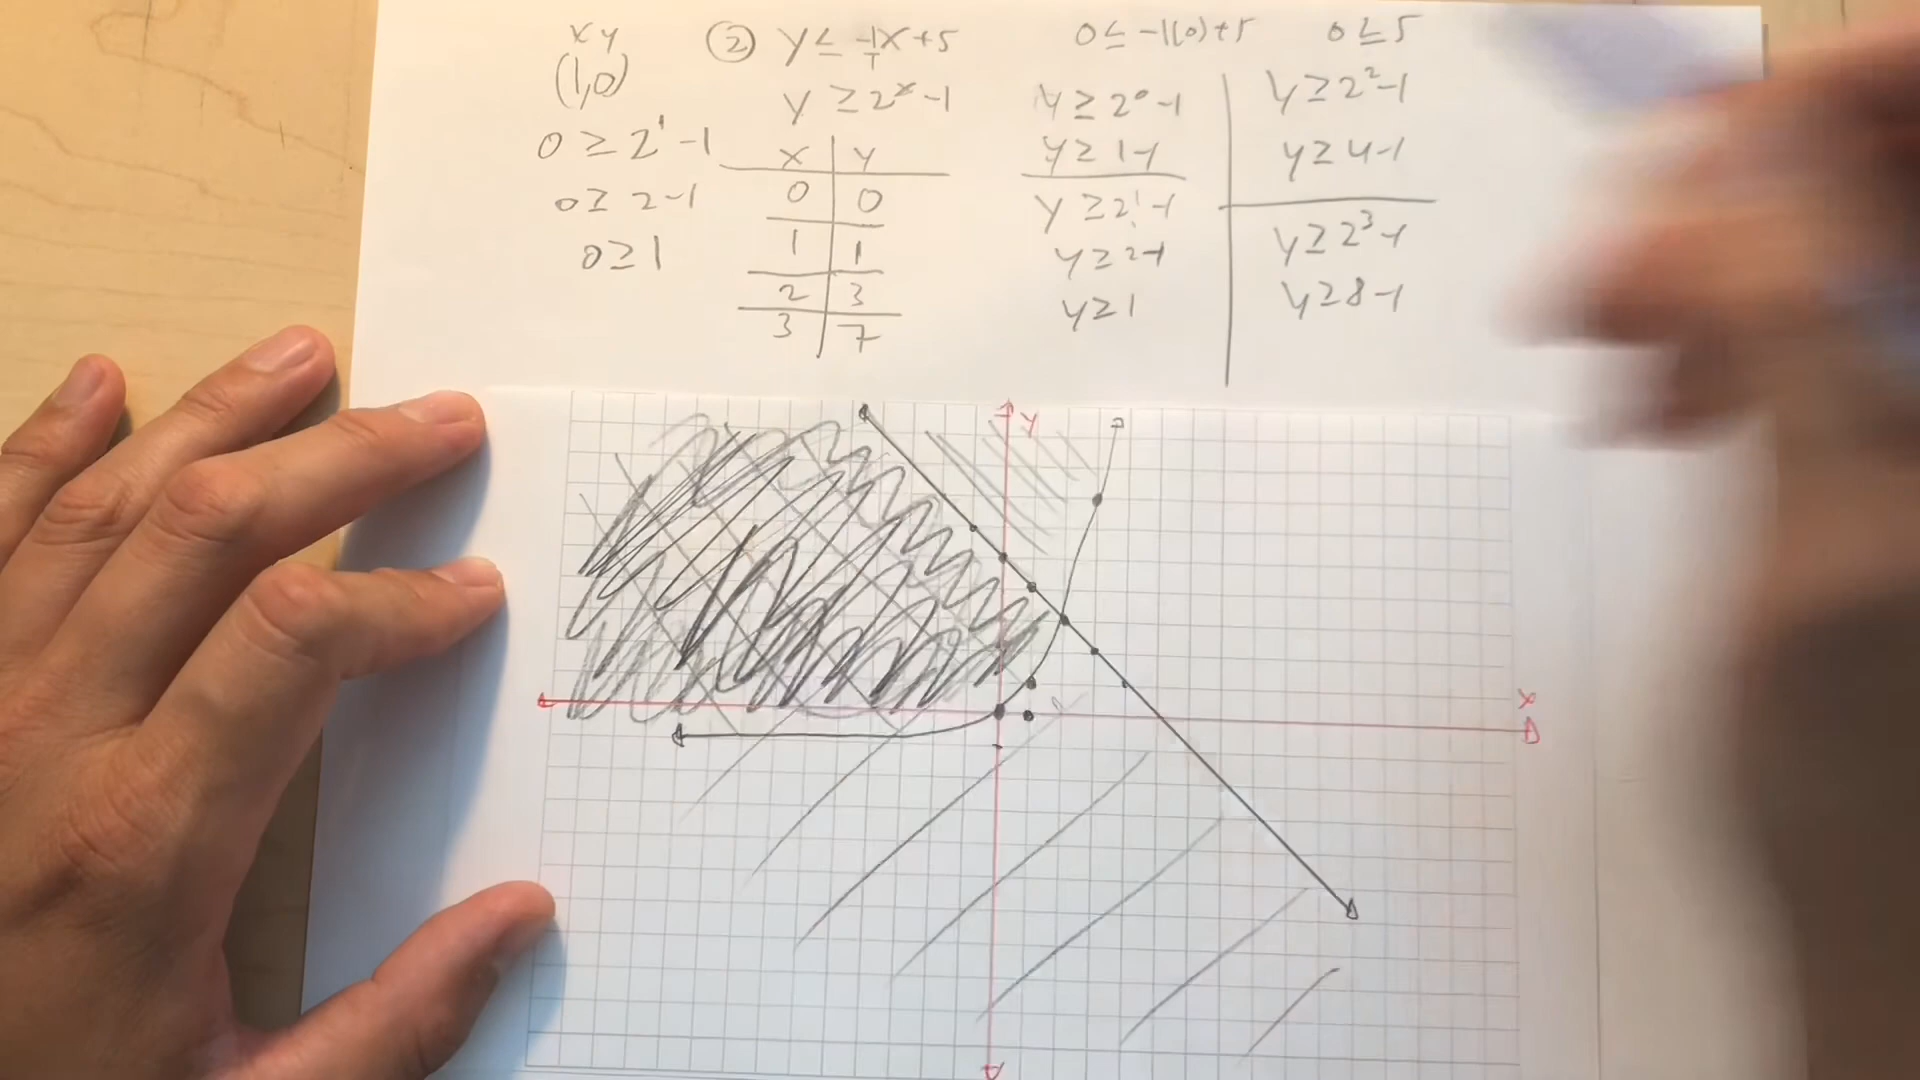 x y
(1,0)
0 ≥ 2¹ -1
0 ≥ 2-1
0 ≥ 1
② y ≤ -1/1x+5
y ≥ 2ˣ -1
x | y
0 | 0
1 | 1
2 | 3
3 | 7
0 ≤ -1(0)+5
y ≥ 2⁰ -1
y ≥ 1-1
y ≥ 2¹ -1
y ≥ 2-1
y ≥ 1
0 ≤ 5
y ≥ 2² -1
y ≥ 4-1
y ≥ 2³ -1
y ≥ 8-1
y
x